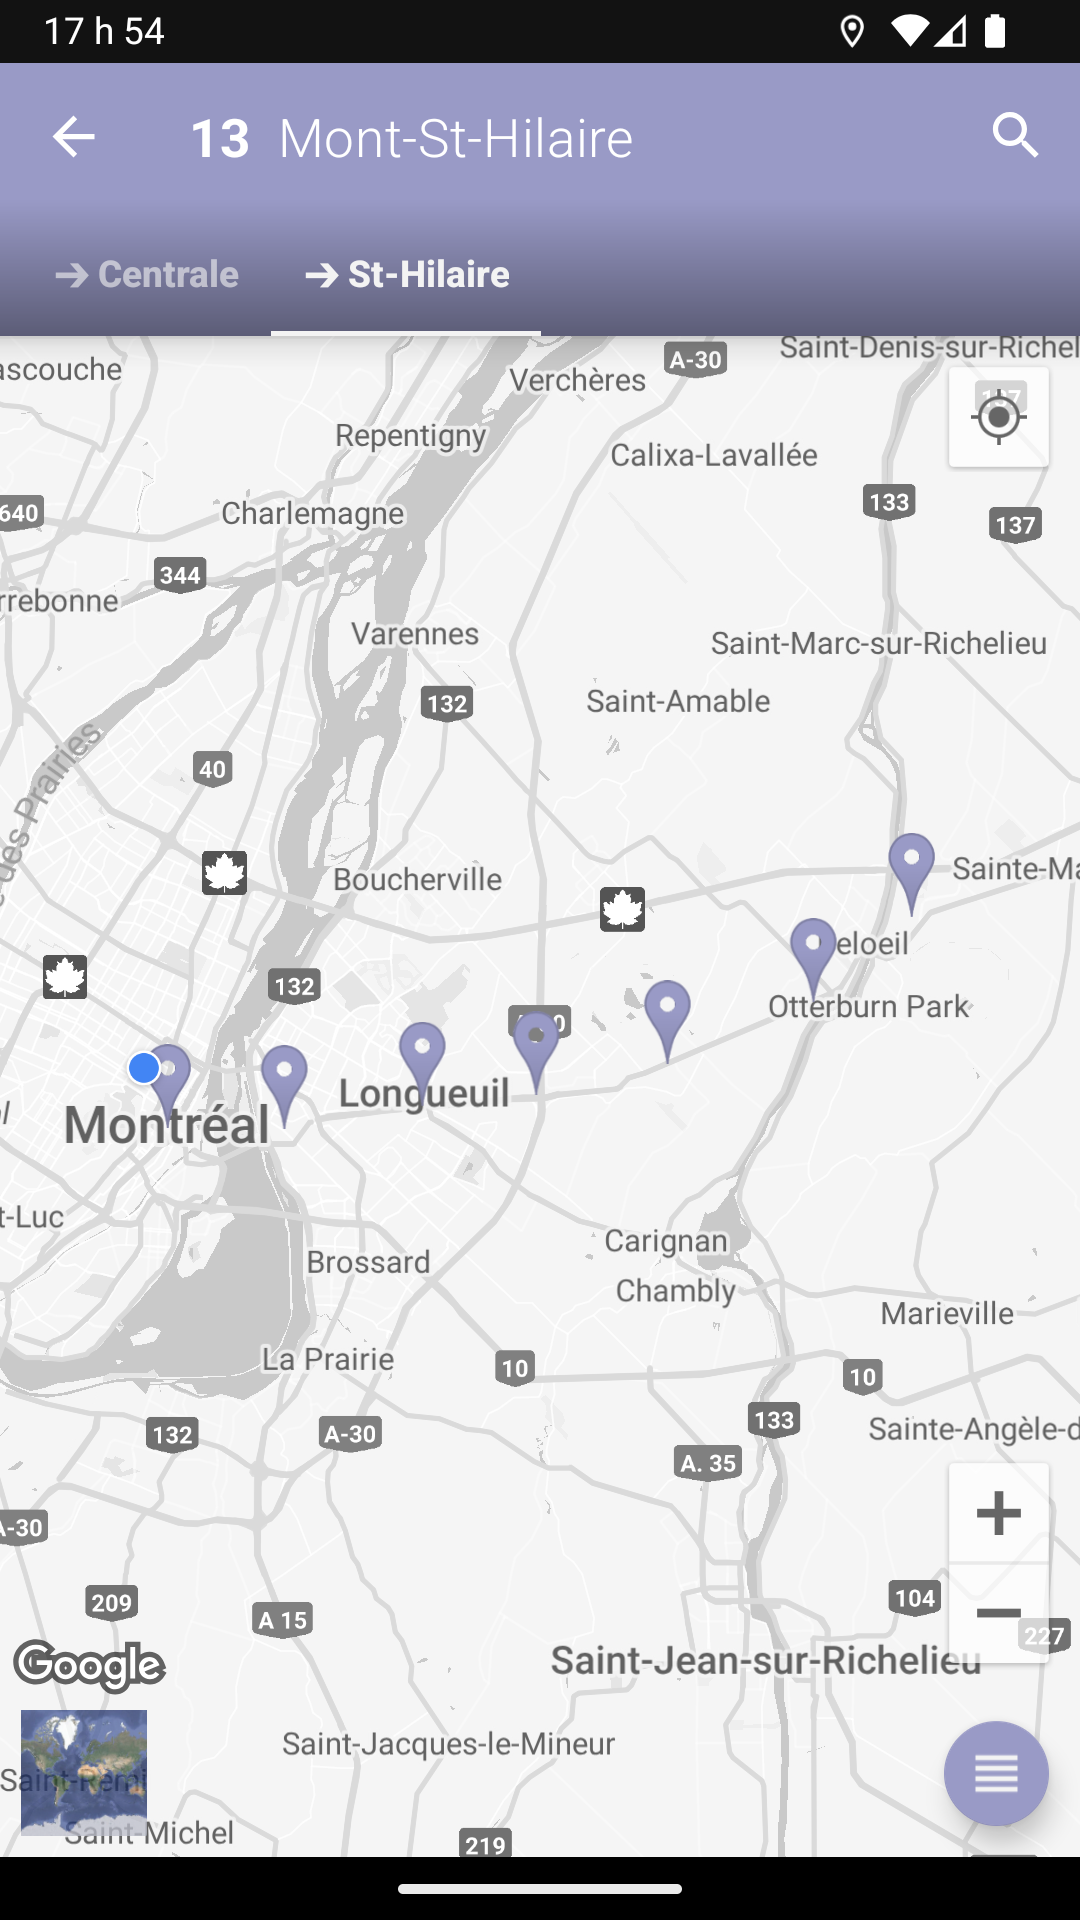 17 h 54
13 Mont-St-Hilaire
→ Centrale → St-Hilaire
ascouche
Verchères
A-30
Saint-Denis-sur-Richel
Repentigny
Calixa-Lavallée
Charlemagne
640
133
137
344
rrebonne
Varennes
Saint-Marc-sur-Richelieu
132
Saint-Amable
40
des Prairies
Boucherville
Sainte-Ma
eloeil
132
Otterburn Park
Longueuil
Montréal
t-Luc
Carignan
Brossard
Chambly
Marieville
La Prairie
10
10
133
132
A-30
Sainte-Angèle-d
A. 35
A-30
209
A 15
104
227
Saint-Jean-sur-Richelieu
Google
Saint-Jacques-le-Mineur
Saint-Rémi
Saint-Michel
219